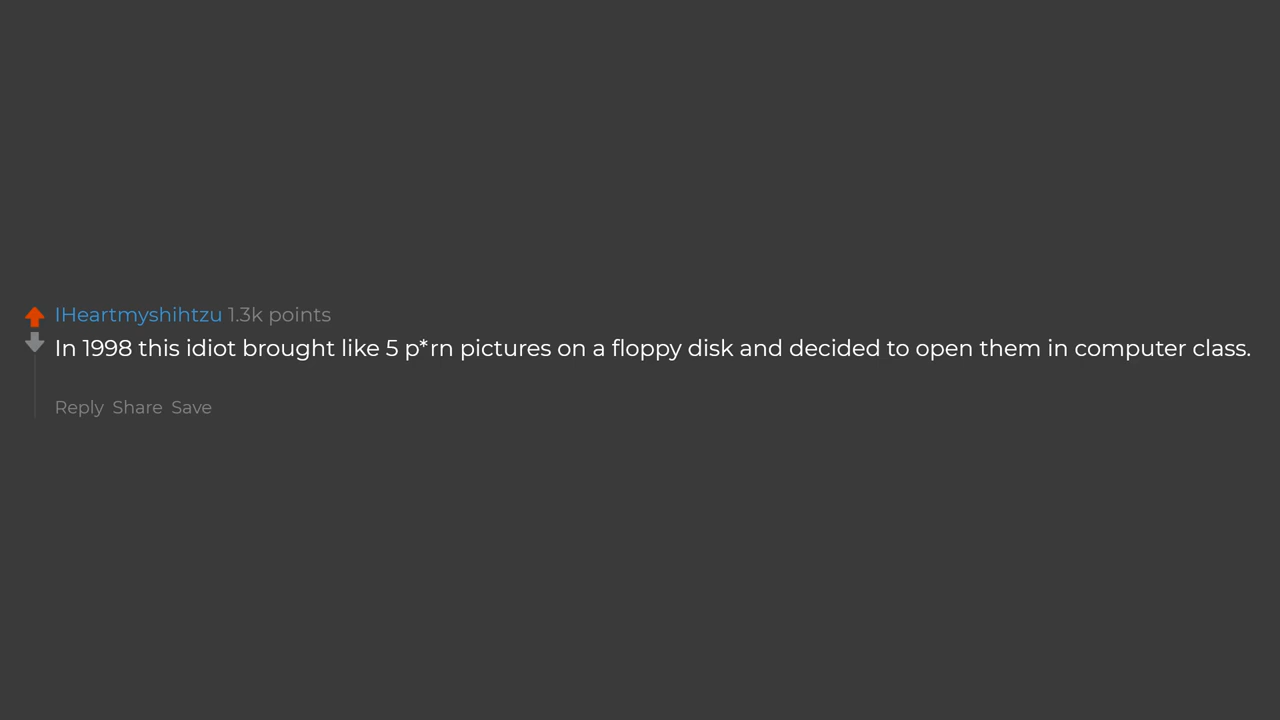 IHeartmyshihtzu 1.3k points
In 1998 this idiot brought like 5 p*rn pictures on a floppy disk and decided to open them in computer class.
Reply Share Save